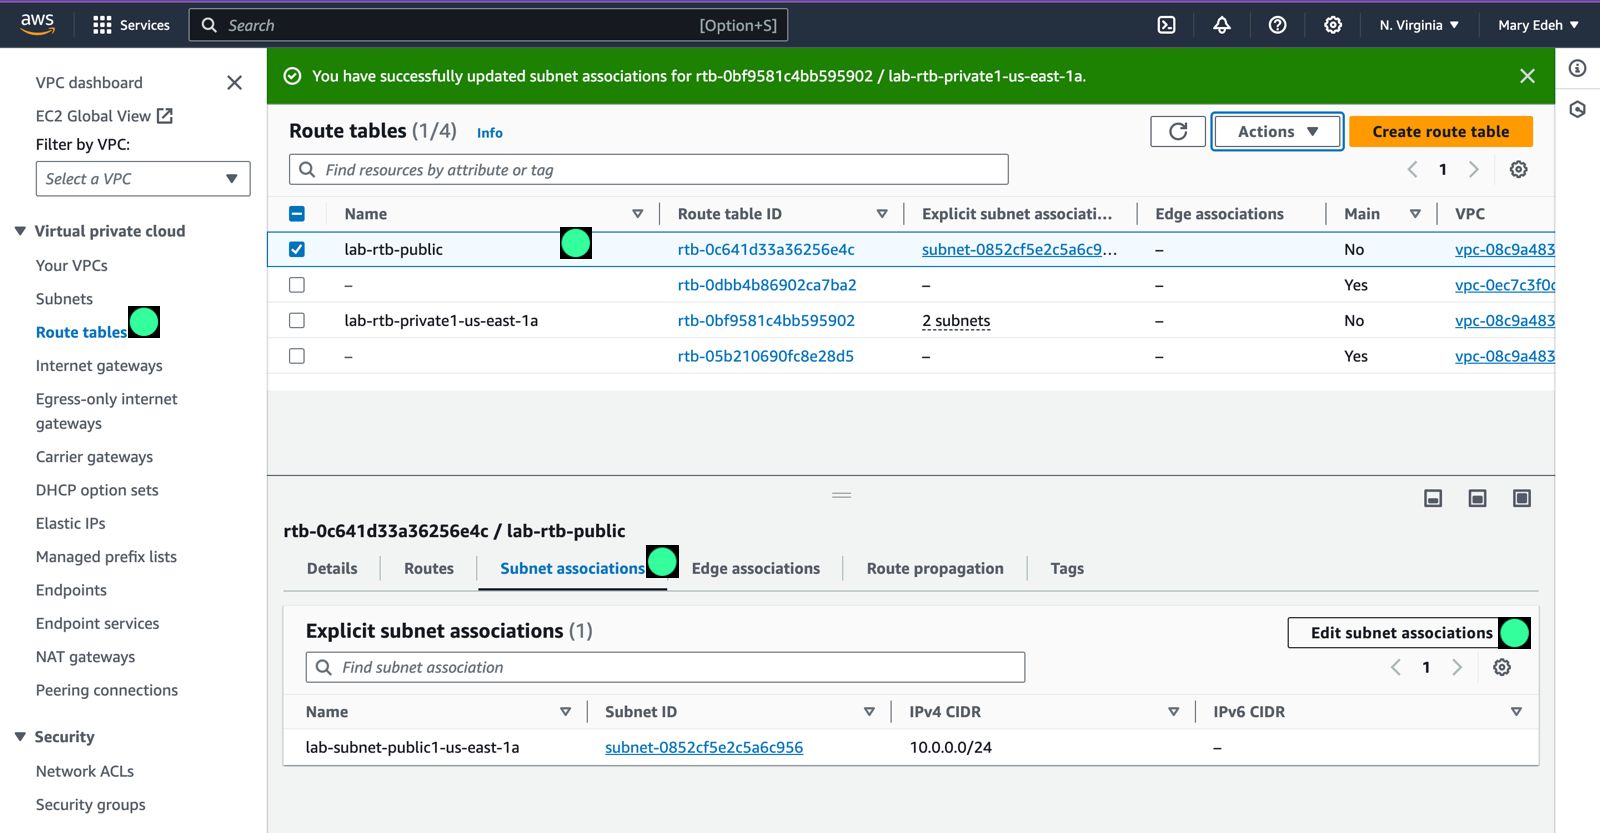 aws
Services
Search
[Option+S]
N. Virginia
Mary Edeh
VPC dashboard
EC2 Global View
Filter by VPC:
Select a VPC
Virtual private cloud
Your VPCs
Subnets
Route tables
Internet gateways
Egress-only internet
gateways
Carrier gateways
DHCP option sets
Elastic IPs
Managed prefix lists
Endpoints
Endpoint services
NAT gateways
Peering connections
Security
Network ACLs
Security groups
You have successfully updated subnet associations for rtb-0bf9581c4bb595902 / lab-rtb-private1-us-east-1a.
Route tables (1/4) Info
Actions
Create route table
Find resources by attribute or tag
1
Name Route table ID Explicit subnet associati... Edge associations Main VPC
lab-rtb-public rtb-0c641d33a36256e4c subnet-0852cf5e2c5a6c9... – No vpc-08c9a483
– rtb-0dbb4b86902ca7ba2 – – Yes vpc-0ec7c3f0c
lab-rtb-private1-us-east-1a rtb-0bf9581c4bb595902 2 subnets – No vpc-08c9a483
– rtb-05b210690fc8e28d5 – – Yes vpc-08c9a483
rtb-0c641d33a36256e4c / lab-rtb-public
Details Routes Subnet associations Edge associations Route propagation Tags
Explicit subnet associations (1)
Edit subnet associations
Find subnet association
1
Name Subnet ID IPv4 CIDR IPv6 CIDR
lab-subnet-public1-us-east-1a subnet-0852cf5e2c5a6c956 10.0.0.0/24 –